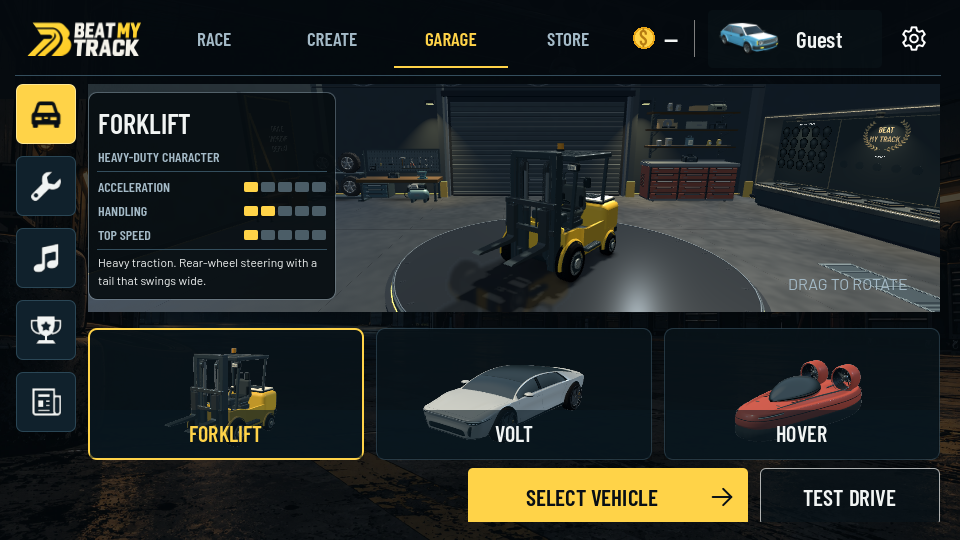 BEAT MY
TRACK
RACE
CREATE
GARAGE
STORE
$ –
Guest
FORKLIFT
HEAVY-DUTY CHARACTER
ACCELERATION
HANDLING
TOP SPEED
Heavy traction. Rear-wheel steering with a
tail that swings wide.
BEAT
MY TRACK
DRAG TO ROTATE
FORKLIFT
VOLT
HOVER
SELECT VEHICLE
TEST DRIVE